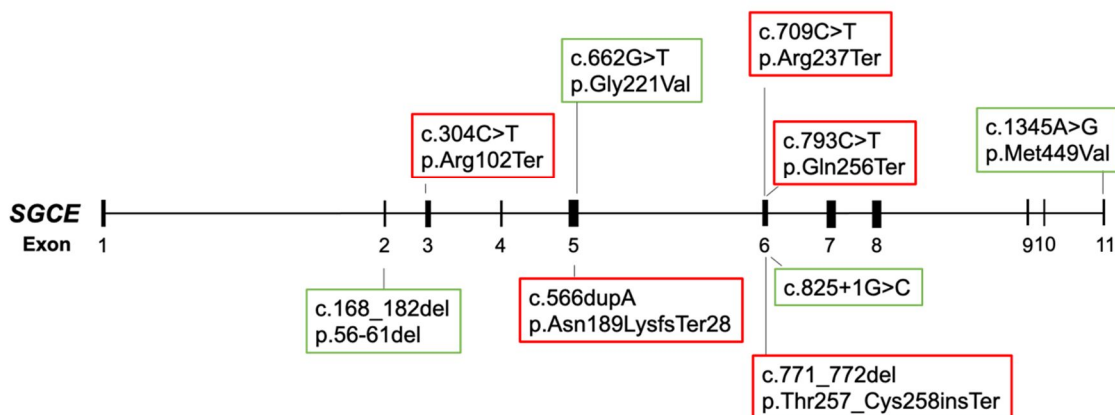 c.709C>T
p.Arg237Ter
c.662G>T
p.Gly221Val
c.304C>T
p.Arg102Ter
c.793C>T
p.Gln256Ter
c.1345A>G
p.Met449Val
SGCE
Exon 1 2 3 4 5 6 7 8 9 10 11
c.168_182del
p.56-61del
c.566dupA
p.Asn189LysfsTer28
c.825+1G>C
c.771_772del
p.Thr257_Cys258insTer